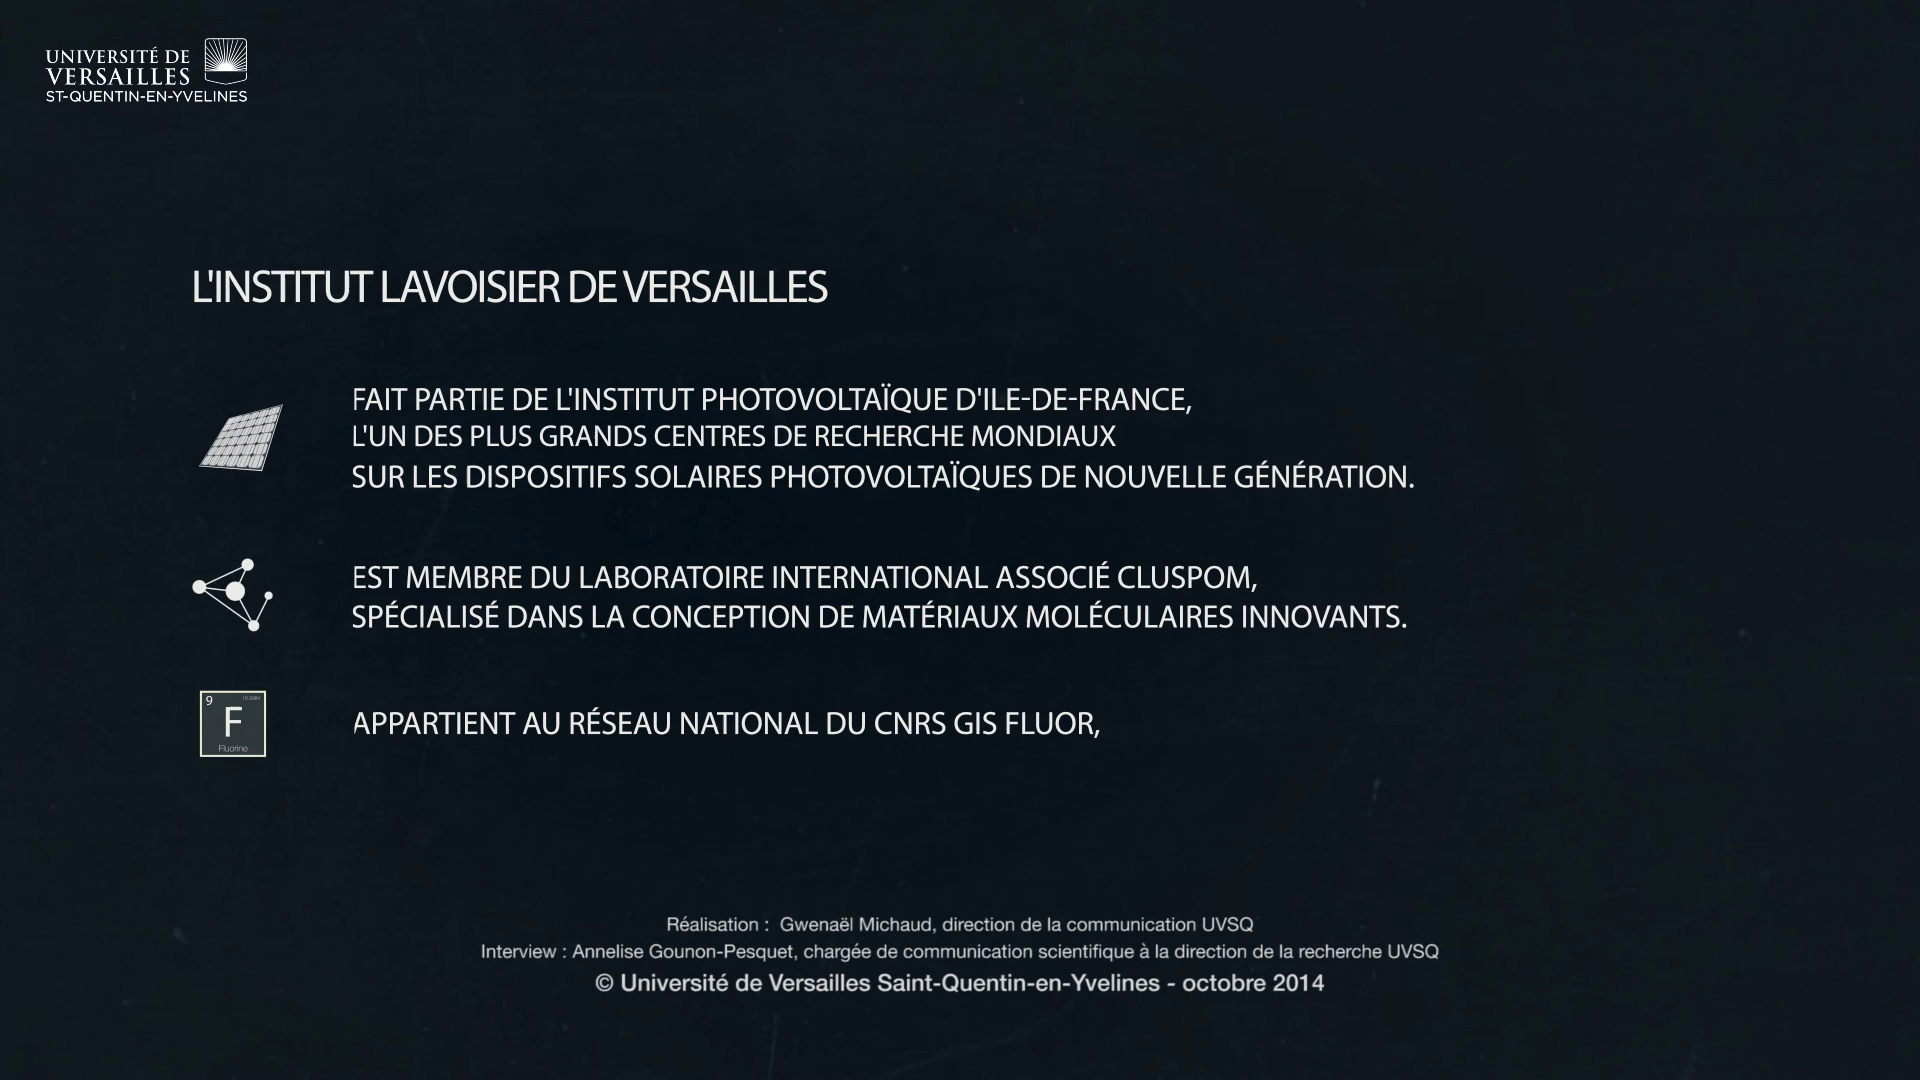 UNIVERSITÉ DE
VERSAILLES
ST-QUENTIN-EN-YVELINES
L'INSTITUT LAVOISIER DE VERSAILLES
FAIT PARTIE DE L'INSTITUT PHOTOVOLTAÏQUE D'ILE-DE-FRANCE,
L'UN DES PLUS GRANDS CENTRES DE RECHERCHE MONDIAUX
SUR LES DISPOSITIFS SOLAIRES PHOTOVOLTAÏQUES DE NOUVELLE GÉNÉRATION.
EST MEMBRE DU LABORATOIRE INTERNATIONAL ASSOCIÉ CLUSPOM,
SPÉCIALISÉ DANS LA CONCEPTION DE MATÉRIAUX MOLÉCULAIRES INNOVANTS.
9
F
Fluorine
APPARTIENT AU RÉSEAU NATIONAL DU CNRS GIS FLUOR,
Réalisation : Gwenaël Michaud, direction de la communication UVSQ
Interview : Annelise Gounon-Pesquet, chargée de communication scientifique à la direction de la recherche UVSQ
© Université de Versailles Saint-Quentin-en-Yvelines - octobre 2014